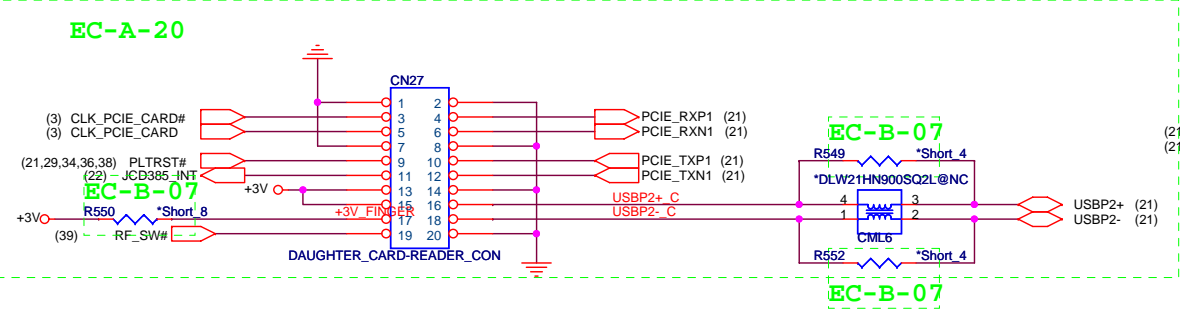 EC-A-20
CN27
1 2
(3) CLK_PCIE_CARD# 3 4 PCIE_RXP1 (21)
(3) CLK_PCIE_CARD 5 6 PCIE_RXN1 (21)
7 8
(21,29,34,36,38) PLTRST# 9 10 PCIE_TXP1 (21)
(22) JCD385-INT 11 12 PCIE_TXN1 (21)
+3V 13 14
15 16 USBP2+_C
+3V +3V_FINGER 17 18 USBP2-_C
(39) RF_SW# 19 20
DAUGHTER_CARD-READER_CON
EC-B-07
R550 *Short_8
EC-B-07
R549 *Short_4
*DLW21HN900SQ2L@NC
4 3 USBP2+ (21)
1 2 USBP2- (21)
CML6
R552 *Short_4
EC-B-07